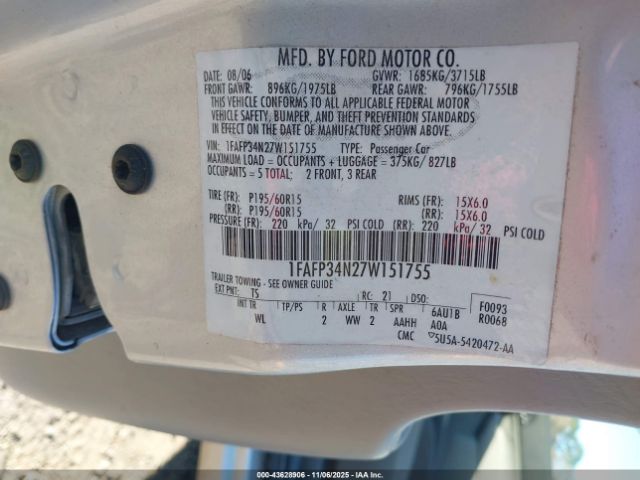 MFD. BY FORD MOTOR CO.
DATE: 08/06 GVWR: 1685KG/3715LB
FRONT GAWR: 896KG/1975LB REAR GAWR: 796KG/1755LB
THIS VEHICLE CONFORMS TO ALL APPLICABLE FEDERAL MOTOR
VEHICLE SAFETY, BUMPER, AND THEFT PREVENTION STANDARDS
IN EFFECT ON THE DATE OF MANUFACTURE SHOWN ABOVE.
VIN: 1FAFP34N27W151755 TYPE: Passenger Car
MAXIMUM LOAD = OCCUPANTS + LUGGAGE = 375KG/ 827LB
OCCUPANTS = 5 TOTAL: 2 FRONT, 3 REAR
TIRE (FR): P195/60R15 RIMS (FR): 15X6.0
(RR): P195/60R15 (RR): 15X6.0
PRESSURE (FR): 220 kPa/ 32 PSI COLD (RR): 220 kPa/ 32 PSI COLD
1FAFP34N27W151755
TRAILER TOWING - SEE OWNER GUIDE
EXT PNT: TS RC: 21 DSO: F0093
INT TR TP/PS R AXLE TR SPR 6AU1B R0068
WL 2 WW 2 AAHH A0A
CMC 5U5A-5420472-AA
000-43628906 - 11/06/2025 - IAA Holdings, LLC